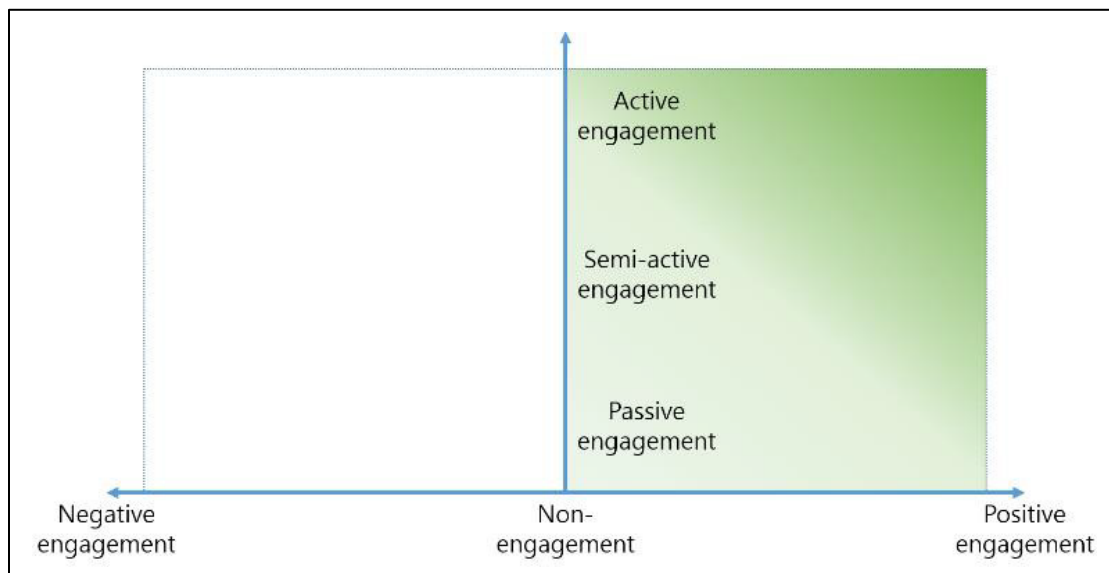 Active
engagement
Semi-active
engagement
Passive
engagement
Negative
engagement
Non-
engagement
Positive
engagement